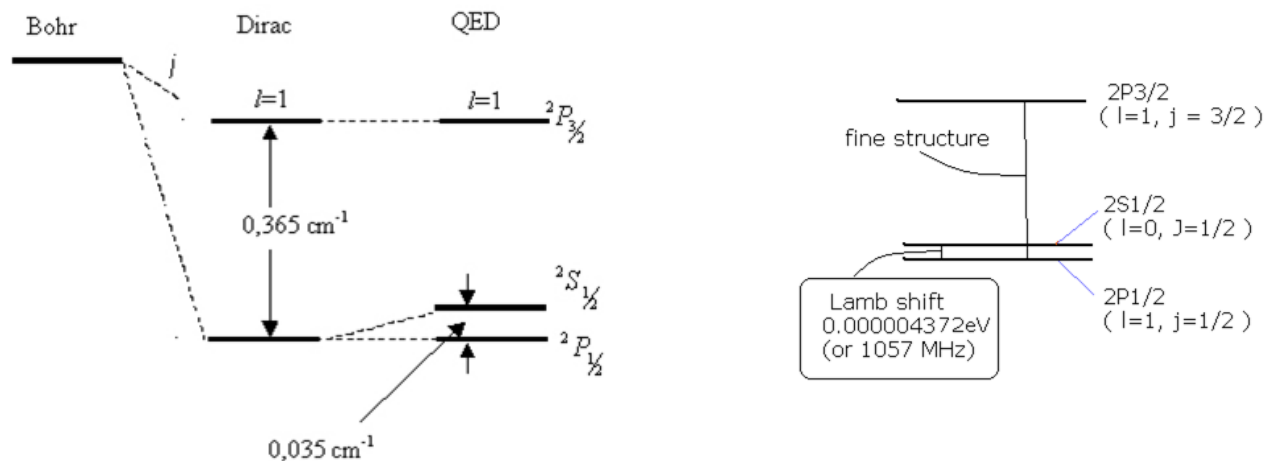 Bohr
Dirac
QED
j
l=1
l=1
²P₃/₂
0,365 cm⁻¹
²S₁/₂
²P₁/₂
0,035 cm⁻¹
2P3/2
( l=1, j = 3/2 )
fine structure
2S1/2
( l=0, J=1/2 )
Lamb shift
0.000004372eV
(or 1057 MHz)
2P1/2
( l=1, j=1/2 )